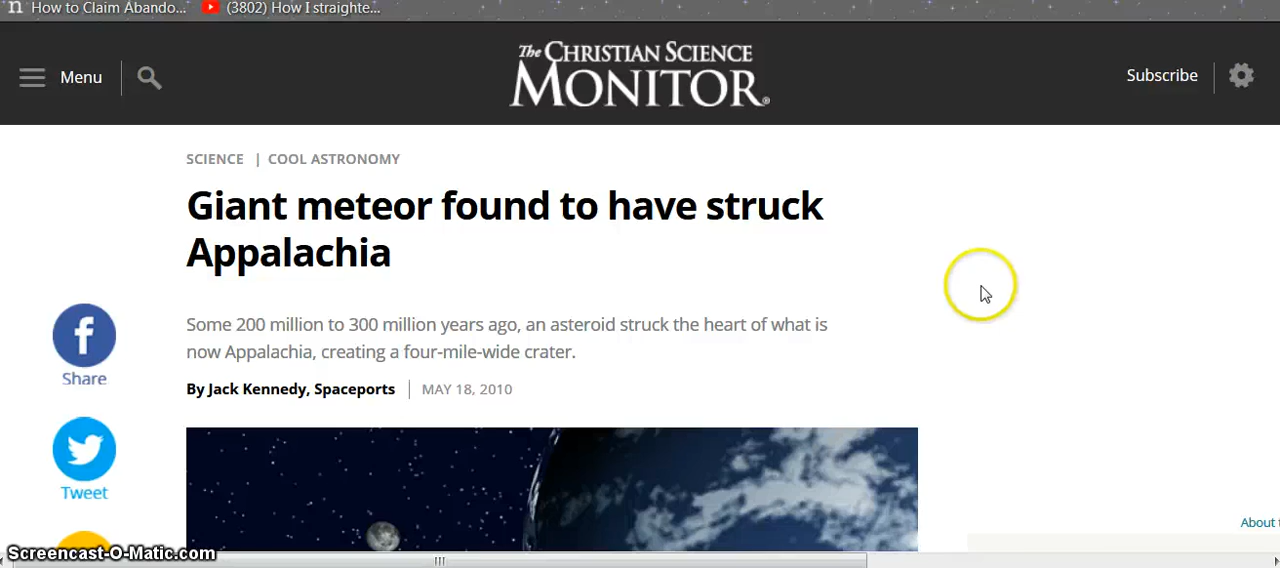 How to Claim Abando... (3802) How I straighte...
Menu
The CHRISTIAN SCIENCE
MONITOR
Subscribe
SCIENCE | COOL ASTRONOMY
Giant meteor found to have struck
Appalachia
Some 200 million to 300 million years ago, an asteroid struck the heart of what is
now Appalachia, creating a four-mile-wide crater.
By Jack Kennedy, Spaceports | MAY 18, 2010
Share
Tweet
About
Screencast-O-Matic.com